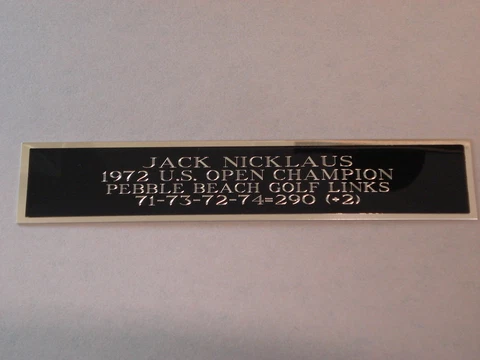 JACK NICKLAUS
1972 U.S. OPEN CHAMPION
PEBBLE BEACH GOLF LINKS
71-73-72-74=290 (+2)